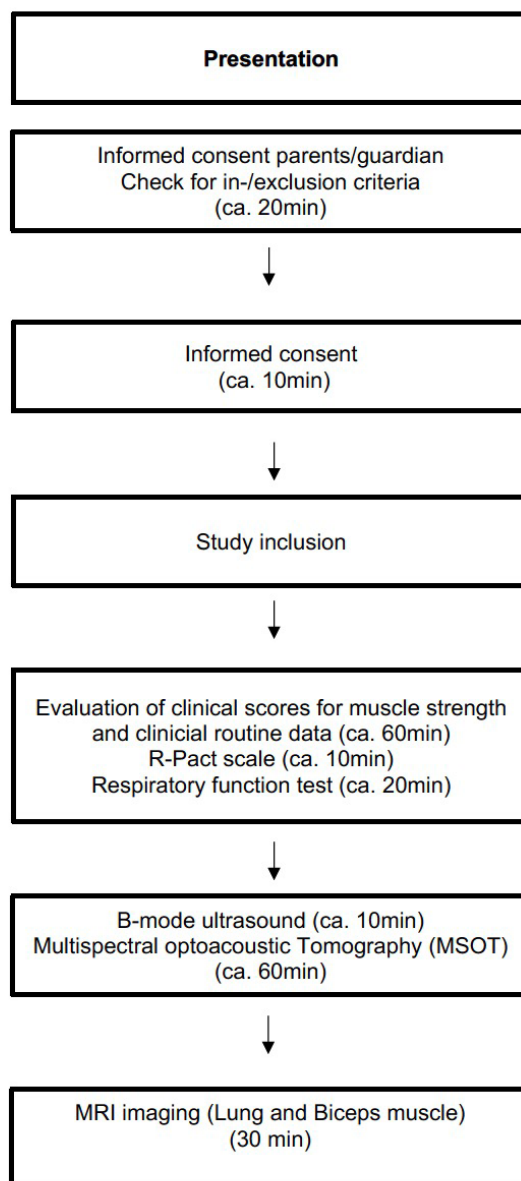 Presentation
Informed consent parents/guardian
Check for in-/exclusion criteria
(ca. 20min)
Informed consent
(ca. 10min)
Study inclusion
Evaluation of clinical scores for muscle strength
and clinicial routine data (ca. 60min)
R-Pact scale (ca. 10min)
Respiratory function test (ca. 20min)
B-mode ultrasound (ca. 10min)
Multispectral optoacoustic Tomography (MSOT)
(ca. 60min)
MRI imaging (Lung and Biceps muscle)
(30 min)